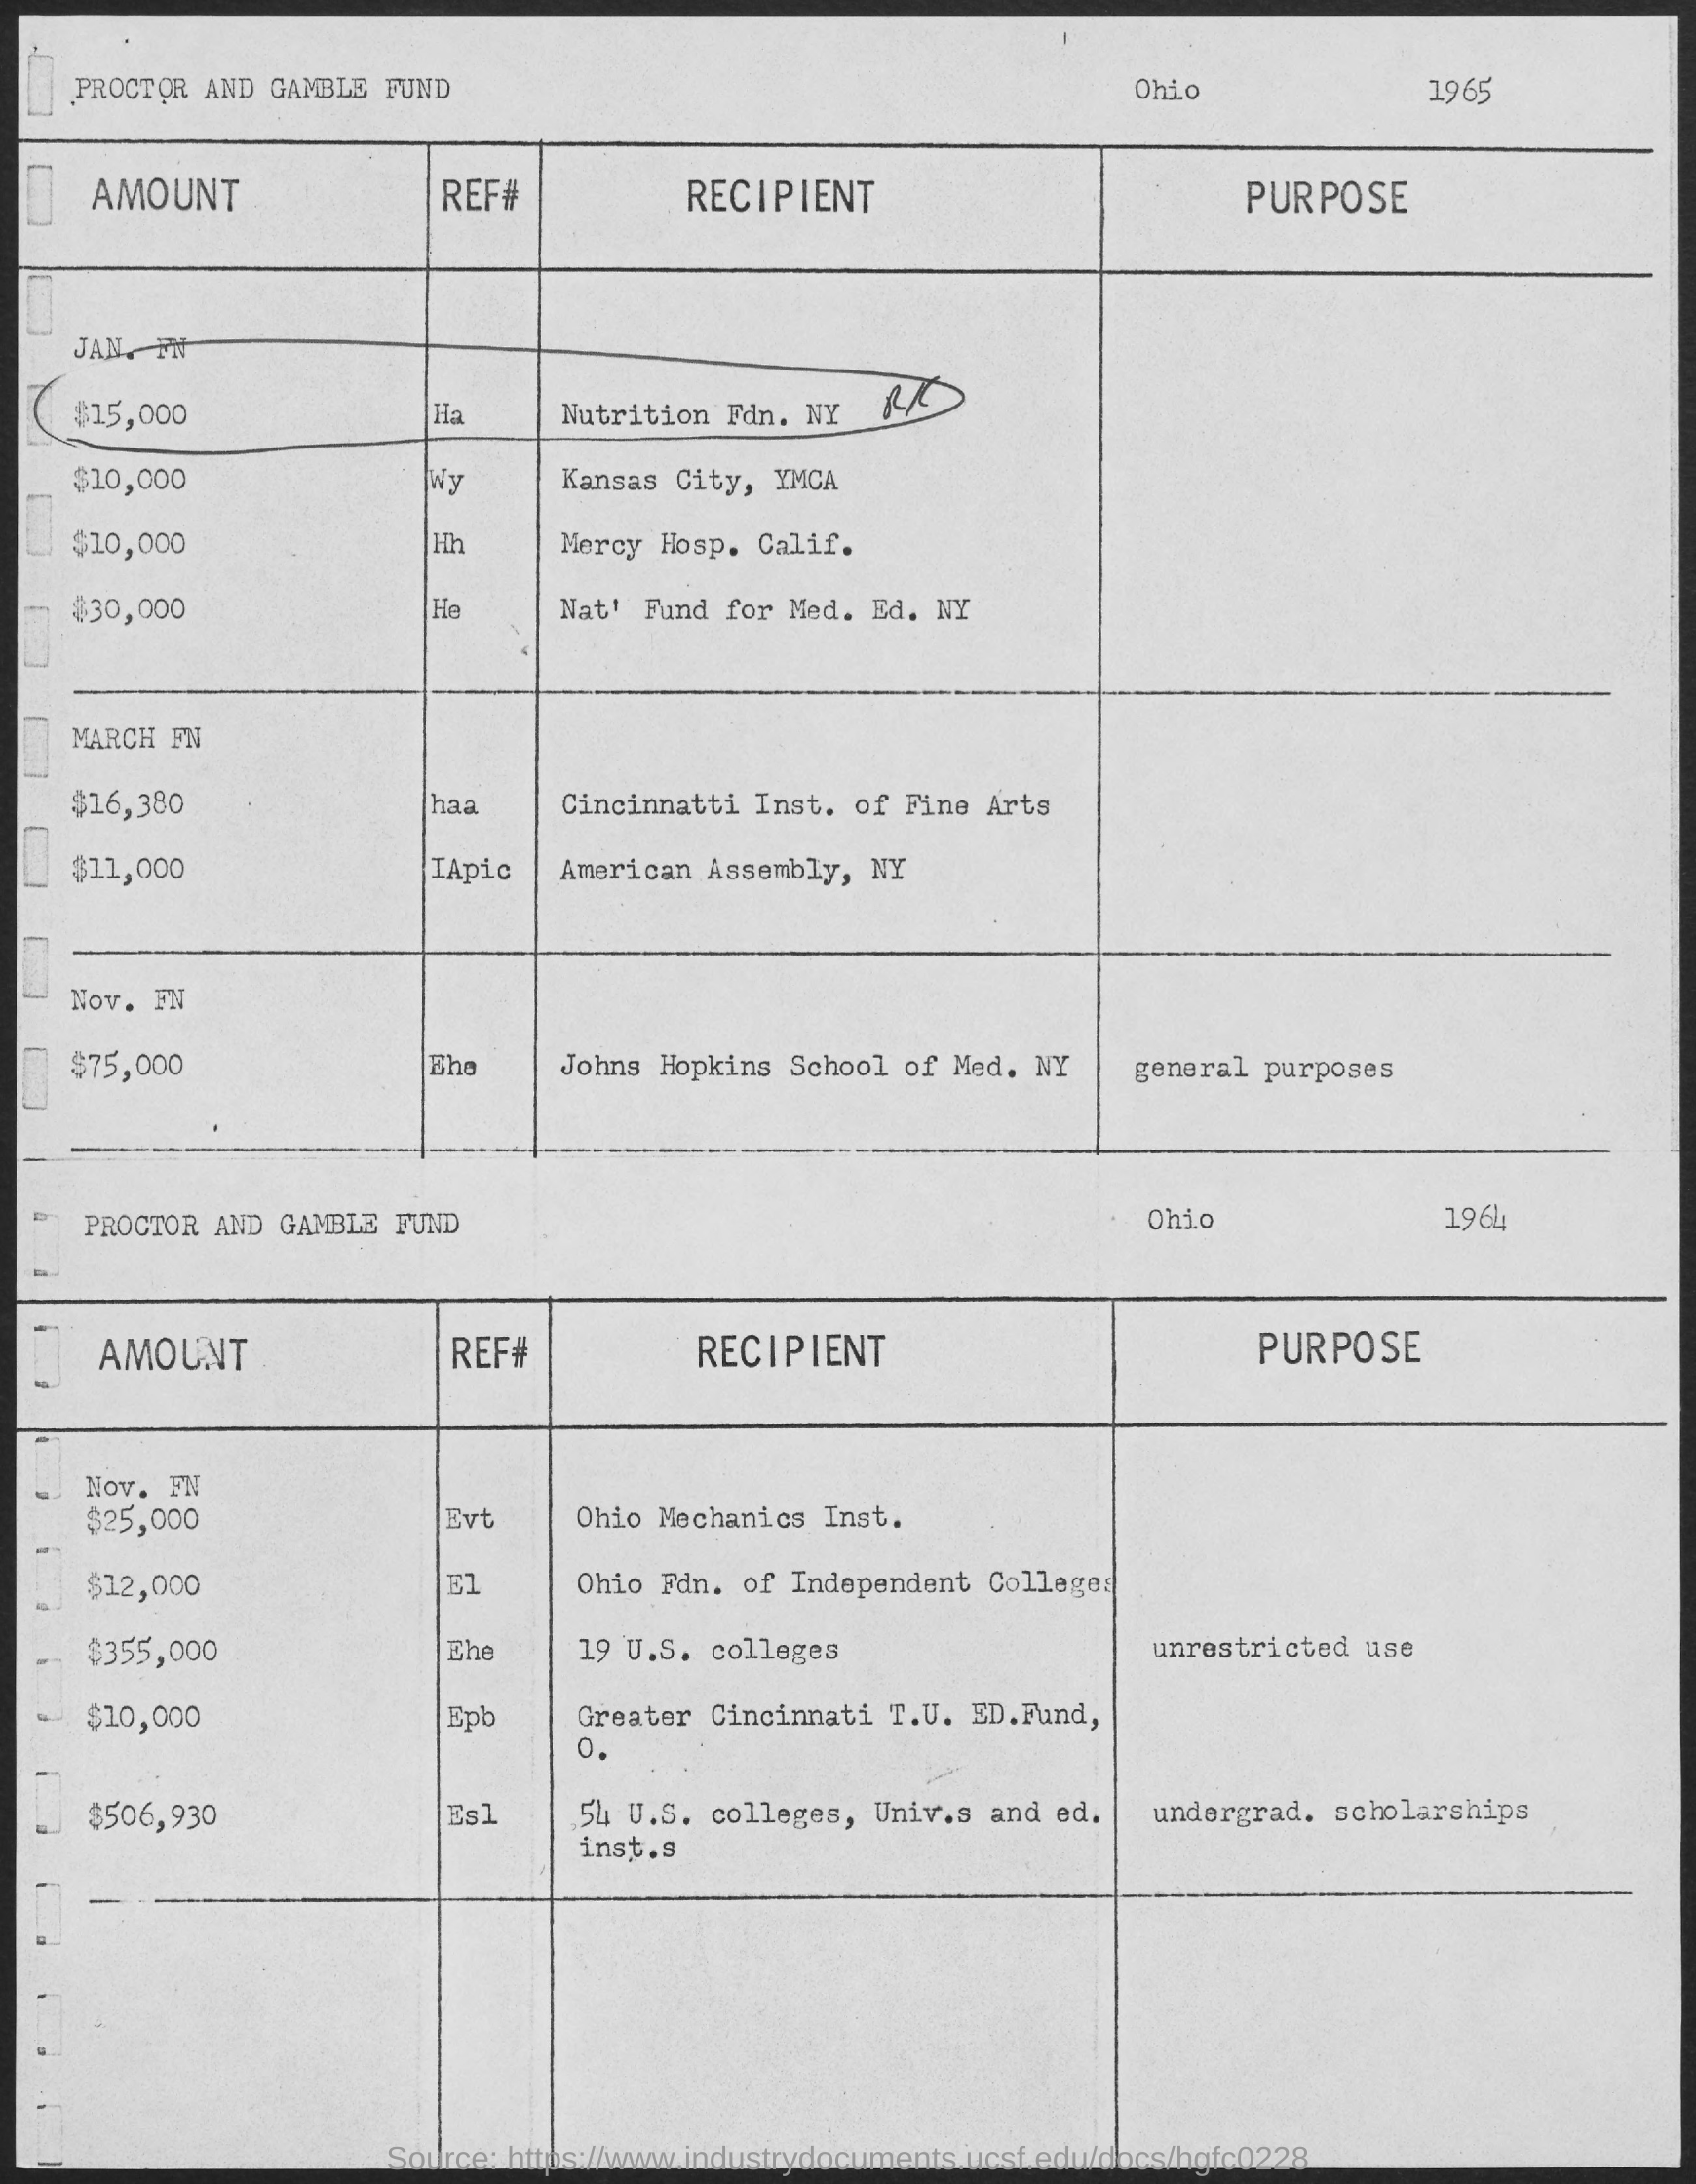 PROCTOR AND GAMBLE FUND Ohio 1965
AMOUNT REF# RECIPIENT PURPOSE
JAN. FN
$15,000 Ha Nutrition Fdn. NY RK
$10,000 Wy Kansas City, YMCA
$10,000 Hh Mercy Hosp. Calif.
$30,000 He Nat' Fund for Med. Ed. NY
MARCH FN
$16,380 haa Cincinnatti Inst. of Fine Arts
$11,000 IApic American Assembly, NY
Nov. FN
$75,000 Ehe Johns Hopkins School of Med. NY general purposes
PROCTOR AND GAMBLE FUND Ohio 1964
AMOUNT REF# RECIPIENT PURPOSE
Nov. FN
$25,000 Evt Ohio Mechanics Inst.
$12,000 El Ohio Fdn. of Independent Colleges
$355,000 Ehe 19 U.S. colleges unrestricted use
$10,000 Epb Greater Cincinnati T.U. ED.Fund,
O.
$506,930 Esl 54 U.S. colleges, Univ.s and ed. undergrad. scholarships
inst.s
Source: https://www.industrydocuments.ucsf.edu/docs/hgfc0228